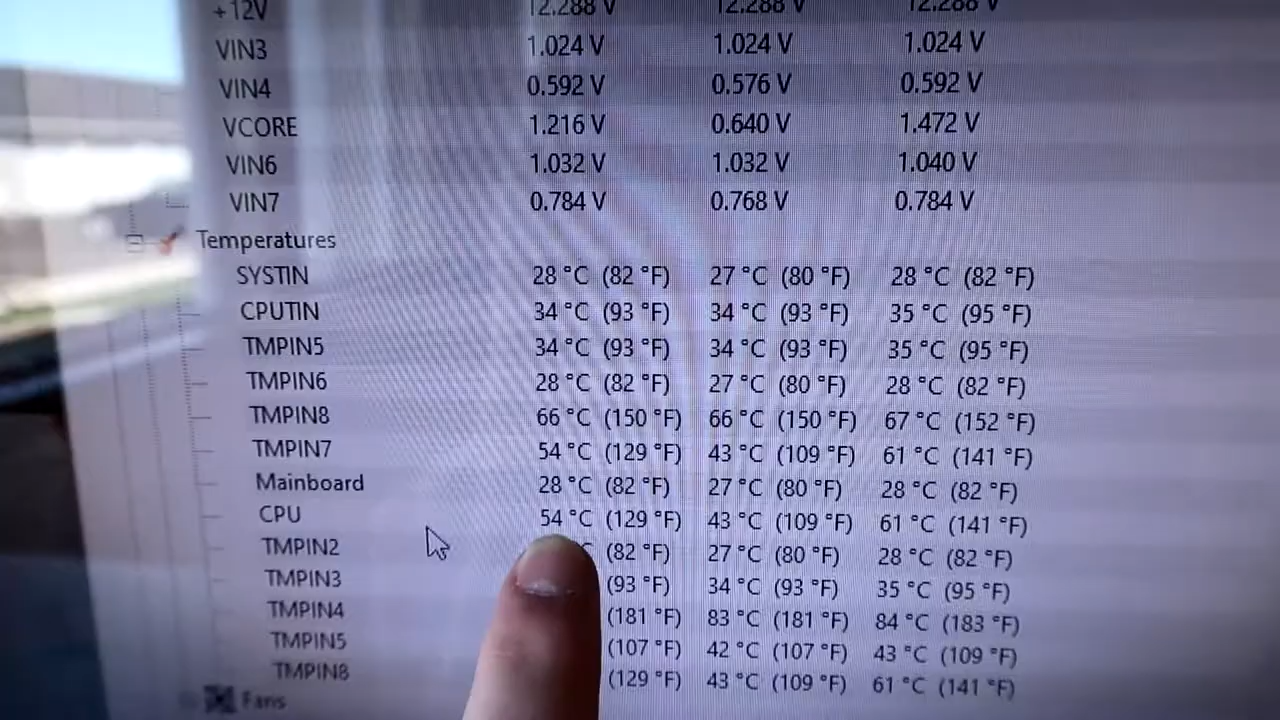 +12V 12.288 V 12.288 V 12.288 V
VIN3 1.024 V 1.024 V 1.024 V
VIN4 0.592 V 0.576 V 0.592 V
VCORE 1.216 V 0.640 V 1.472 V
VIN6 1.032 V 1.032 V 1.040 V
VIN7 0.784 V 0.768 V 0.784 V
Temperatures
SYSTIN 28 °C (82 °F) 27 °C (80 °F) 28 °C (82 °F)
CPUTIN 34 °C (93 °F) 34 °C (93 °F) 35 °C (95 °F)
TMPIN5 34 °C (93 °F) 34 °C (93 °F) 35 °C (95 °F)
TMPIN6 28 °C (82 °F) 27 °C (80 °F) 28 °C (82 °F)
TMPIN8 66 °C (150 °F) 66 °C (150 °F) 67 °C (152 °F)
TMPIN7 54 °C (129 °F) 43 °C (109 °F) 61 °C (141 °F)
Mainboard 28 °C (82 °F) 27 °C (80 °F) 28 °C (82 °F)
CPU 54 °C (129 °F) 43 °C (109 °F) 61 °C (141 °F)
TMPIN2 (82 °F) 27 °C (80 °F) 28 °C (82 °F)
TMPIN3 (93 °F) 34 °C (93 °F) 35 °C (95 °F)
TMPIN4 (181 °F) 83 °C (181 °F) 84 °C (183 °F)
TMPIN5 (107 °F) 42 °C (107 °F) 43 °C (109 °F)
TMPIN8 (129 °F) 43 °C (109 °F) 61 °C (141 °F)
Fans